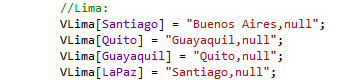 //Lima:
VLima[Santiago] = "Buenos Aires,null";
VLima[Quito] = "Guayaquil,null";
VLima[Guayaquil] = "Quito,null";
VLima[LaPaz] = "Santiago,null";